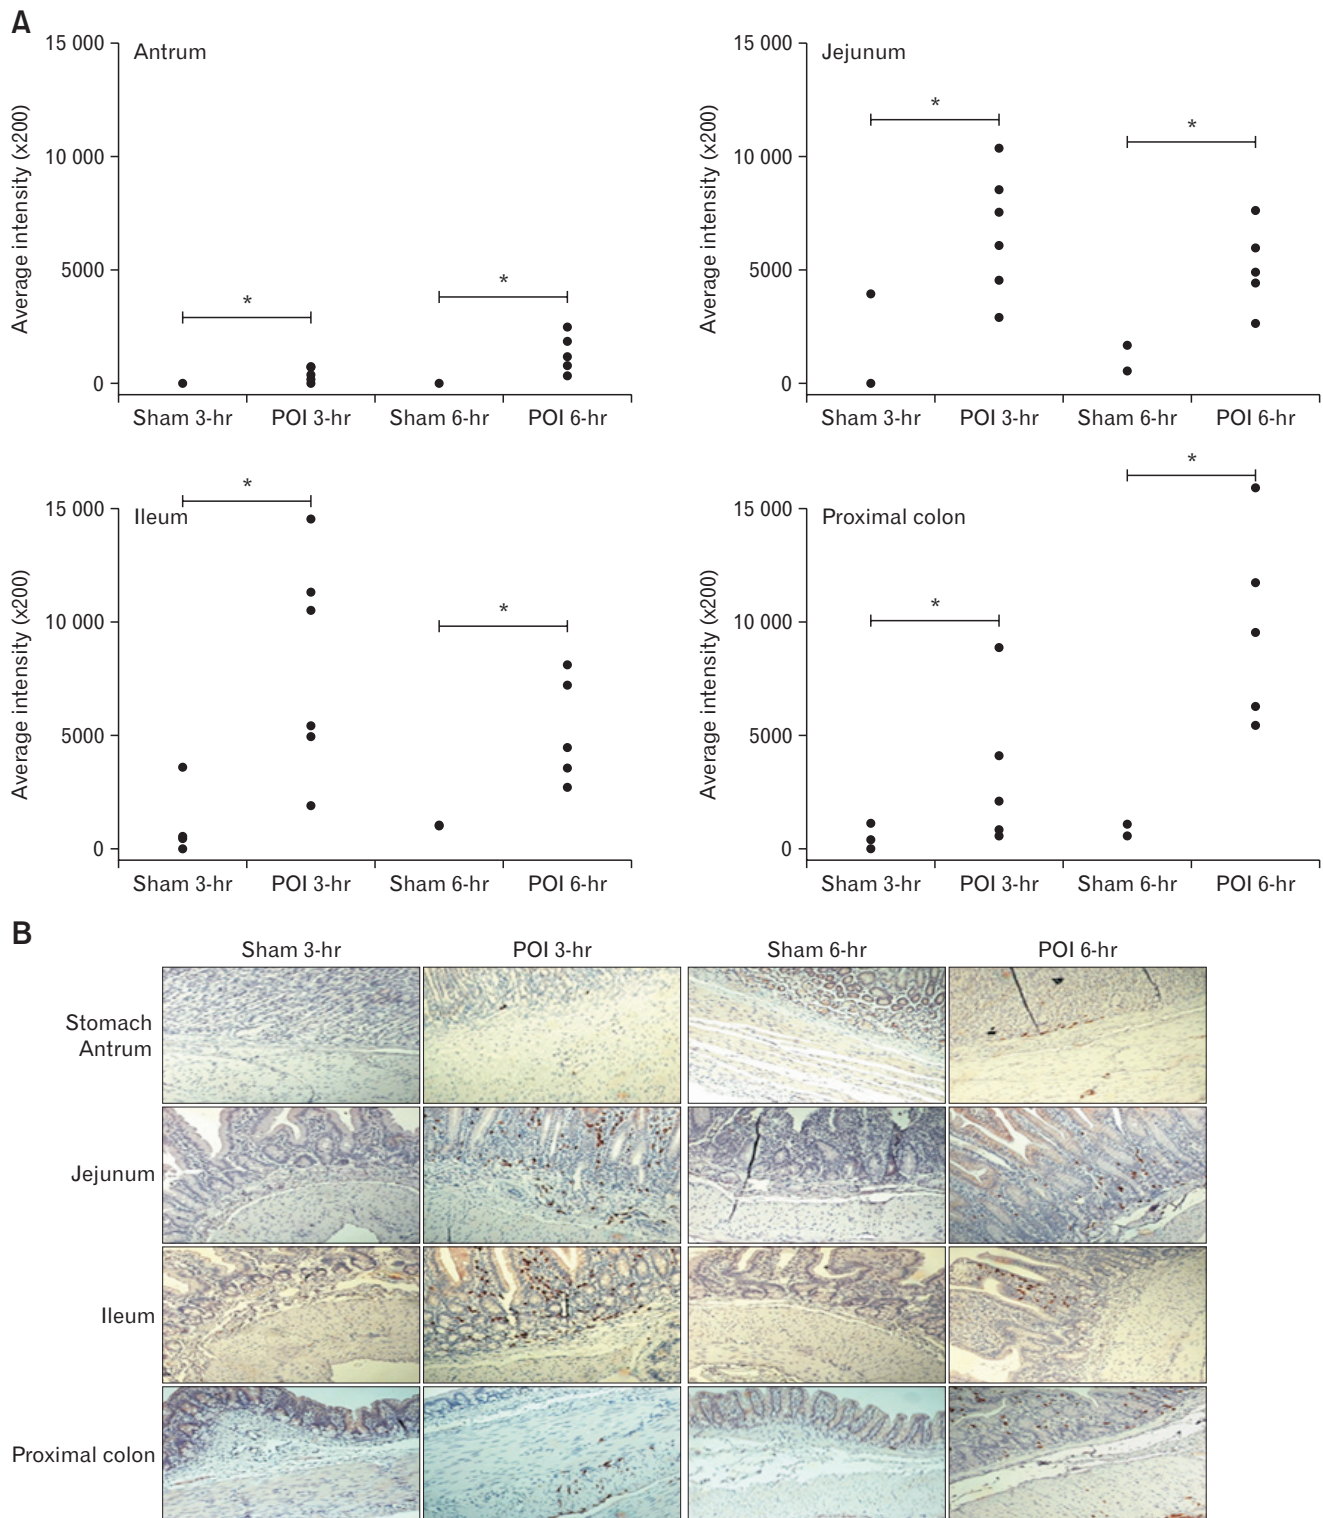 A
15 000
Antrum
10 000
5000
0
Average intensity (x200)
*
*
Sham 3-hr POI 3-hr Sham 6-hr POI 6-hr
15 000
Jejunum
10 000
5000
0
Average intensity (x200)
*
*
Sham 3-hr POI 3-hr Sham 6-hr POI 6-hr
15 000
Ileum
10 000
5000
0
Average intensity (x200)
*
*
Sham 3-hr POI 3-hr Sham 6-hr POI 6-hr
15 000
Proximal colon
10 000
5000
0
Average intensity (x200)
*
*
Sham 3-hr POI 3-hr Sham 6-hr POI 6-hr
B
Sham 3-hr POI 3-hr Sham 6-hr POI 6-hr
Stomach
Antrum
Jejunum
Ileum
Proximal colon